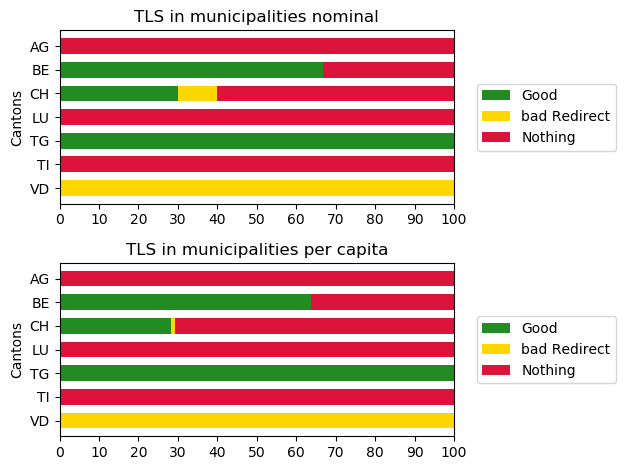 TLS in municipalities nominal
Cantons
AG
BE
CH
LU
TG
TI
VD
0 10 20 30 40 50 60 70 80 90 100
Good
bad Redirect
Nothing
TLS in municipalities per capita
Cantons
AG
BE
CH
LU
TG
TI
VD
0 10 20 30 40 50 60 70 80 90 100
Good
bad Redirect
Nothing